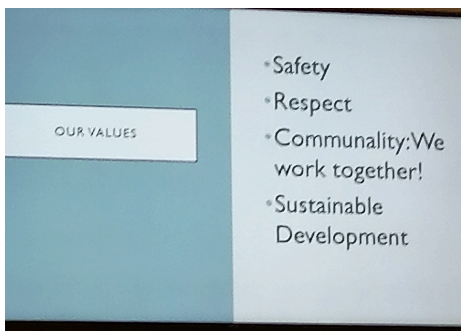 OUR VALUES
•Safety
•Respect
•Communality:We
work together!
•Sustainable
Development